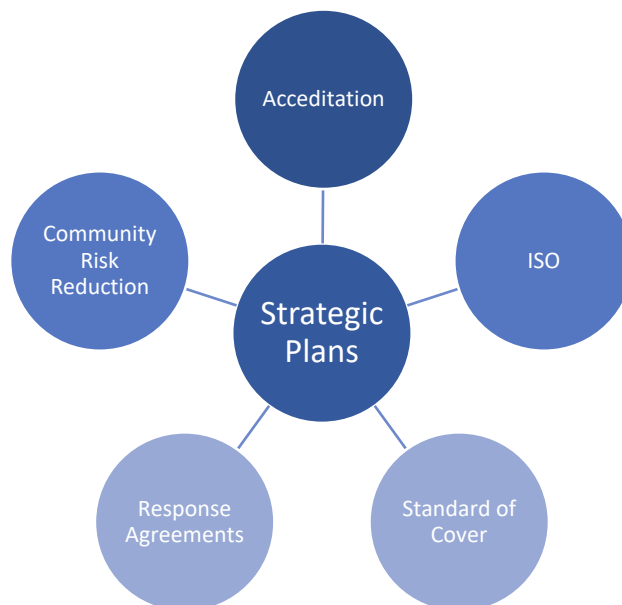 Acceditation
Community
Risk
Reduction
ISO
Strategic
Plans
Response
Agreements
Standard of
Cover